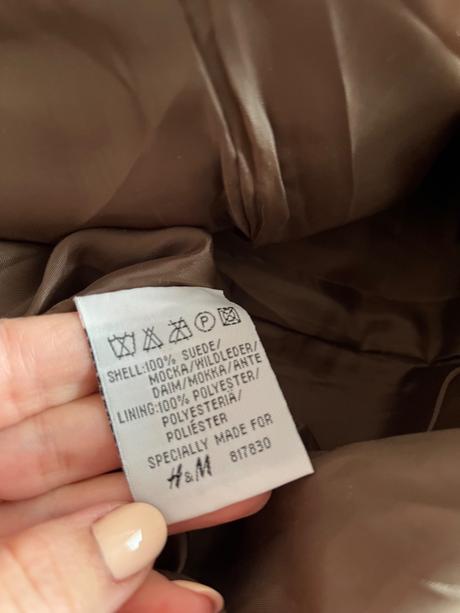 P
SHELL:100% SUEDE/
MOCKA/WILDLEDER/
DAIM/MOKKA/ANTE
LINING:100% POLYESTER/
POLYESTERIÄ/
POLIÉSTER
SPECIALLY MADE FOR
H&M 817830